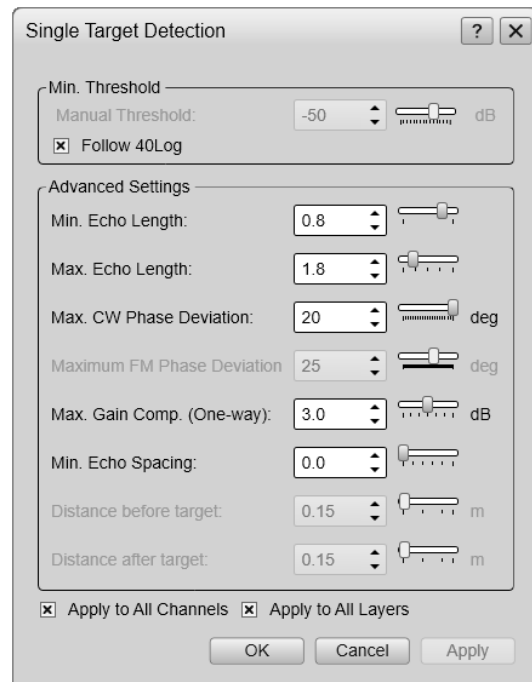 Single Target Detection ?
Min. Threshold
Manual Threshold: -50 dB
Follow 40Log
Advanced Settings
Min. Echo Length: 0.8
Max. Echo Length: 1.8
Max. CW Phase Deviation: 20 deg
Maximum FM Phase Deviation 25 deg
Max. Gain Comp. (One-way): 3.0 dB
Min. Echo Spacing: 0.0
Distance before target: 0.15 m
Distance after target: 0.15 m
Apply to All Channels Apply to All Layers
OK Cancel Apply